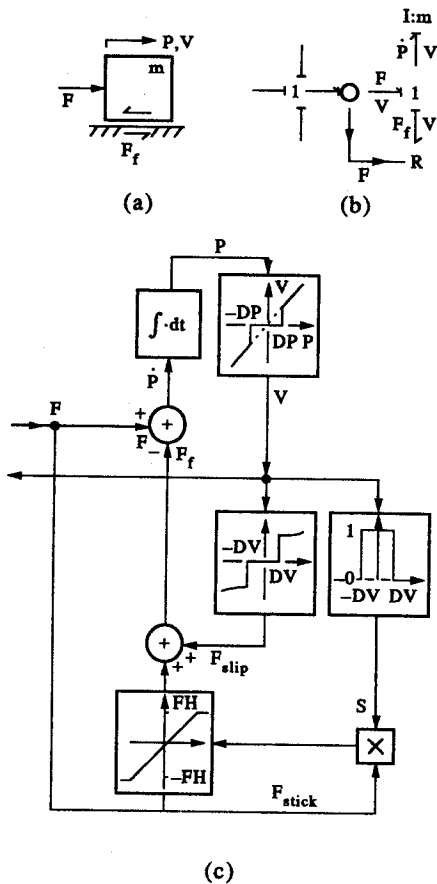 P,V
m
F
F_f
(a)
I:m
Ṗ V
1 F 1
V
F_f V
F R
(b)
P
∫·dt
V
−DP
DP P
Ṗ
V
F
+
+
F −
F_f
−DV
DV
1
−0
−DV DV
+
+ +
F_slip
S
FH
−FH
×
F_stick
(c)